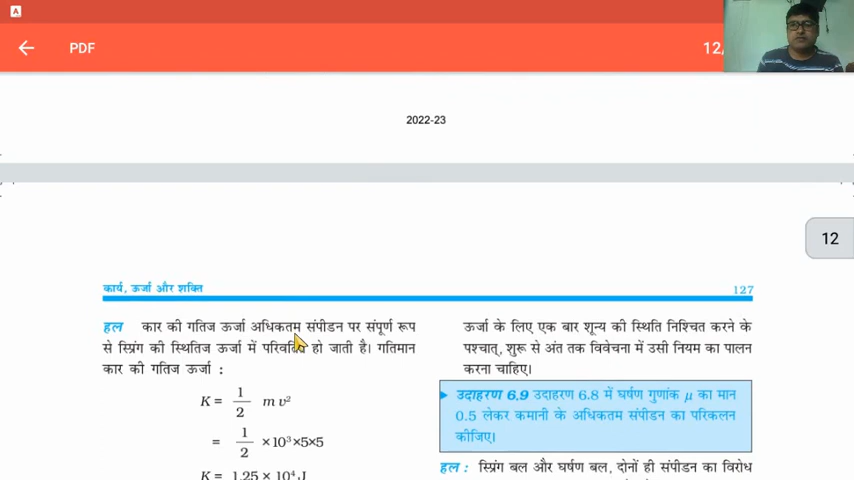 A
PDF
12/
2022-23
12
कार्य, ऊर्जा और शक्ति
127
हल कार की गतिज ऊर्जा अधिकतम संपीडन पर संपूर्ण रूप
से स्प्रिंग की स्थितिज ऊर्जा में हो जाती है। गतिमान
कार की गतिज ऊर्जा :
K = 1/2 m v²
= 1/2 ×10³×5×5
K = 1.25 × 10⁴ J
ऊर्जा के लिए एक बार शून्य की स्थिति निश्चित करने के
पश्चात्, शुरू से अंत तक विवेचना में उसी नियम का पालन
करना चाहिए।
उदाहरण 6.9 उदाहरण 6.8 में घर्षण गुणांक μ का मान
0.5 लेकर कमानी के अधिकतम संपीडन का परिकलन
कीजिए।
हल : स्प्रिंग बल और घर्षण बल, दोनों ही संपीडन का विरोध